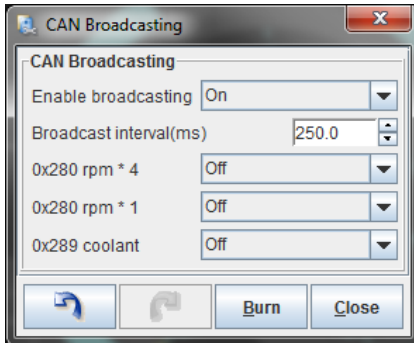 CAN Broadcasting
CAN Broadcasting
Enable broadcasting On
Broadcast interval(ms) 250.0
0x280 rpm * 4 Off
0x280 rpm * 1 Off
0x289 coolant Off
Burn Close